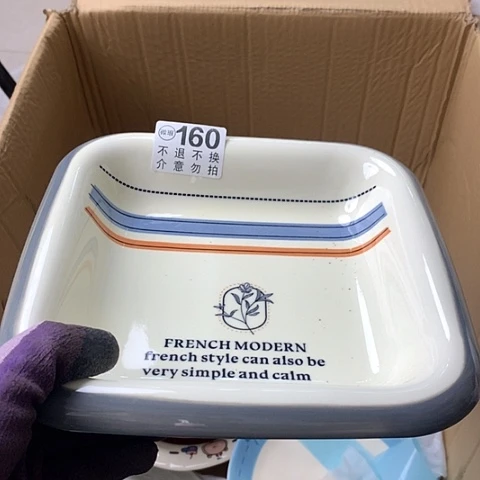 160
不退不换
介意勿拍
FRENCH MODERN
french style can also be
very simple and calm